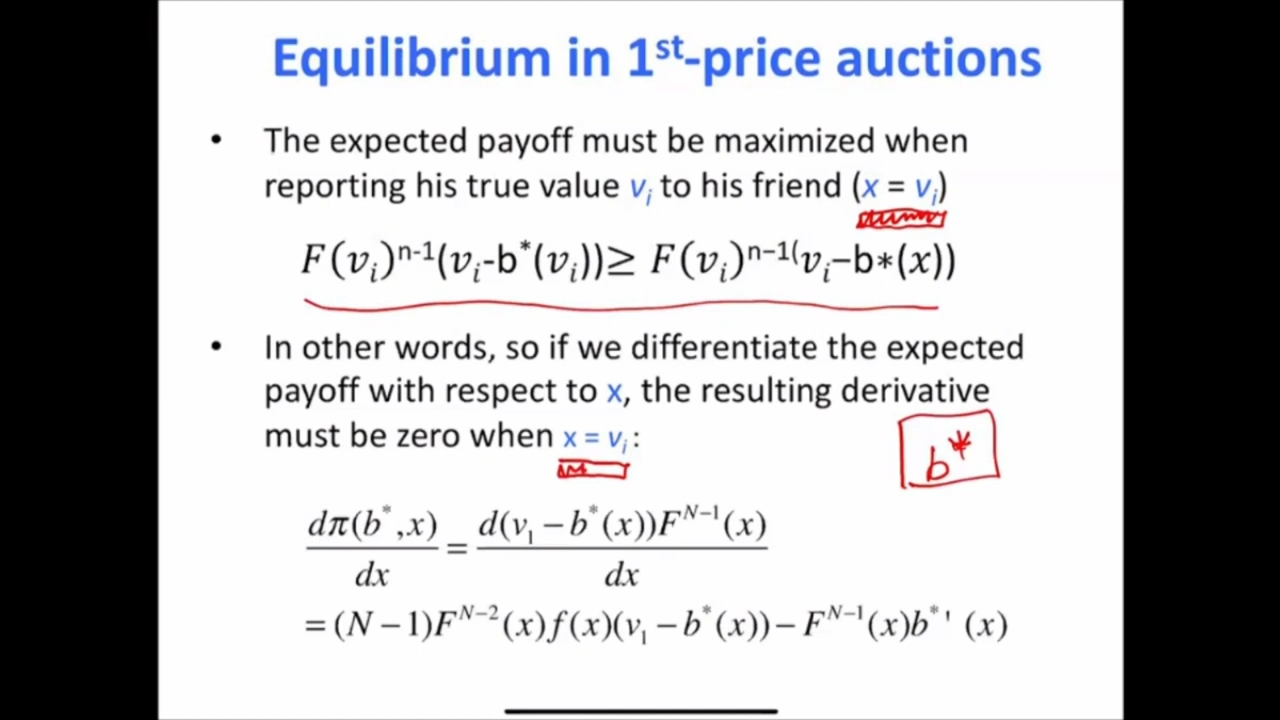 Equilibrium in 1st-price auctions
• The expected payoff must be maximized when
reporting his true value vᵢ to his friend (x = vᵢ)
F(vᵢ)ⁿ⁻¹(vᵢ-b*(vᵢ))≥ F(vᵢ)ⁿ⁻¹⁽vᵢ−b∗(x))
• In other words, so if we differentiate the expected
payoff with respect to x, the resulting derivative
must be zero when x = vᵢ:
b*
dπ(b*,x)/dx = d(v₁ − b*(x))Fᴺ⁻¹(x)/dx
= (N − 1)Fᴺ⁻²(x)f(x)(v₁ − b*(x)) − Fᴺ⁻¹(x)b*' (x)